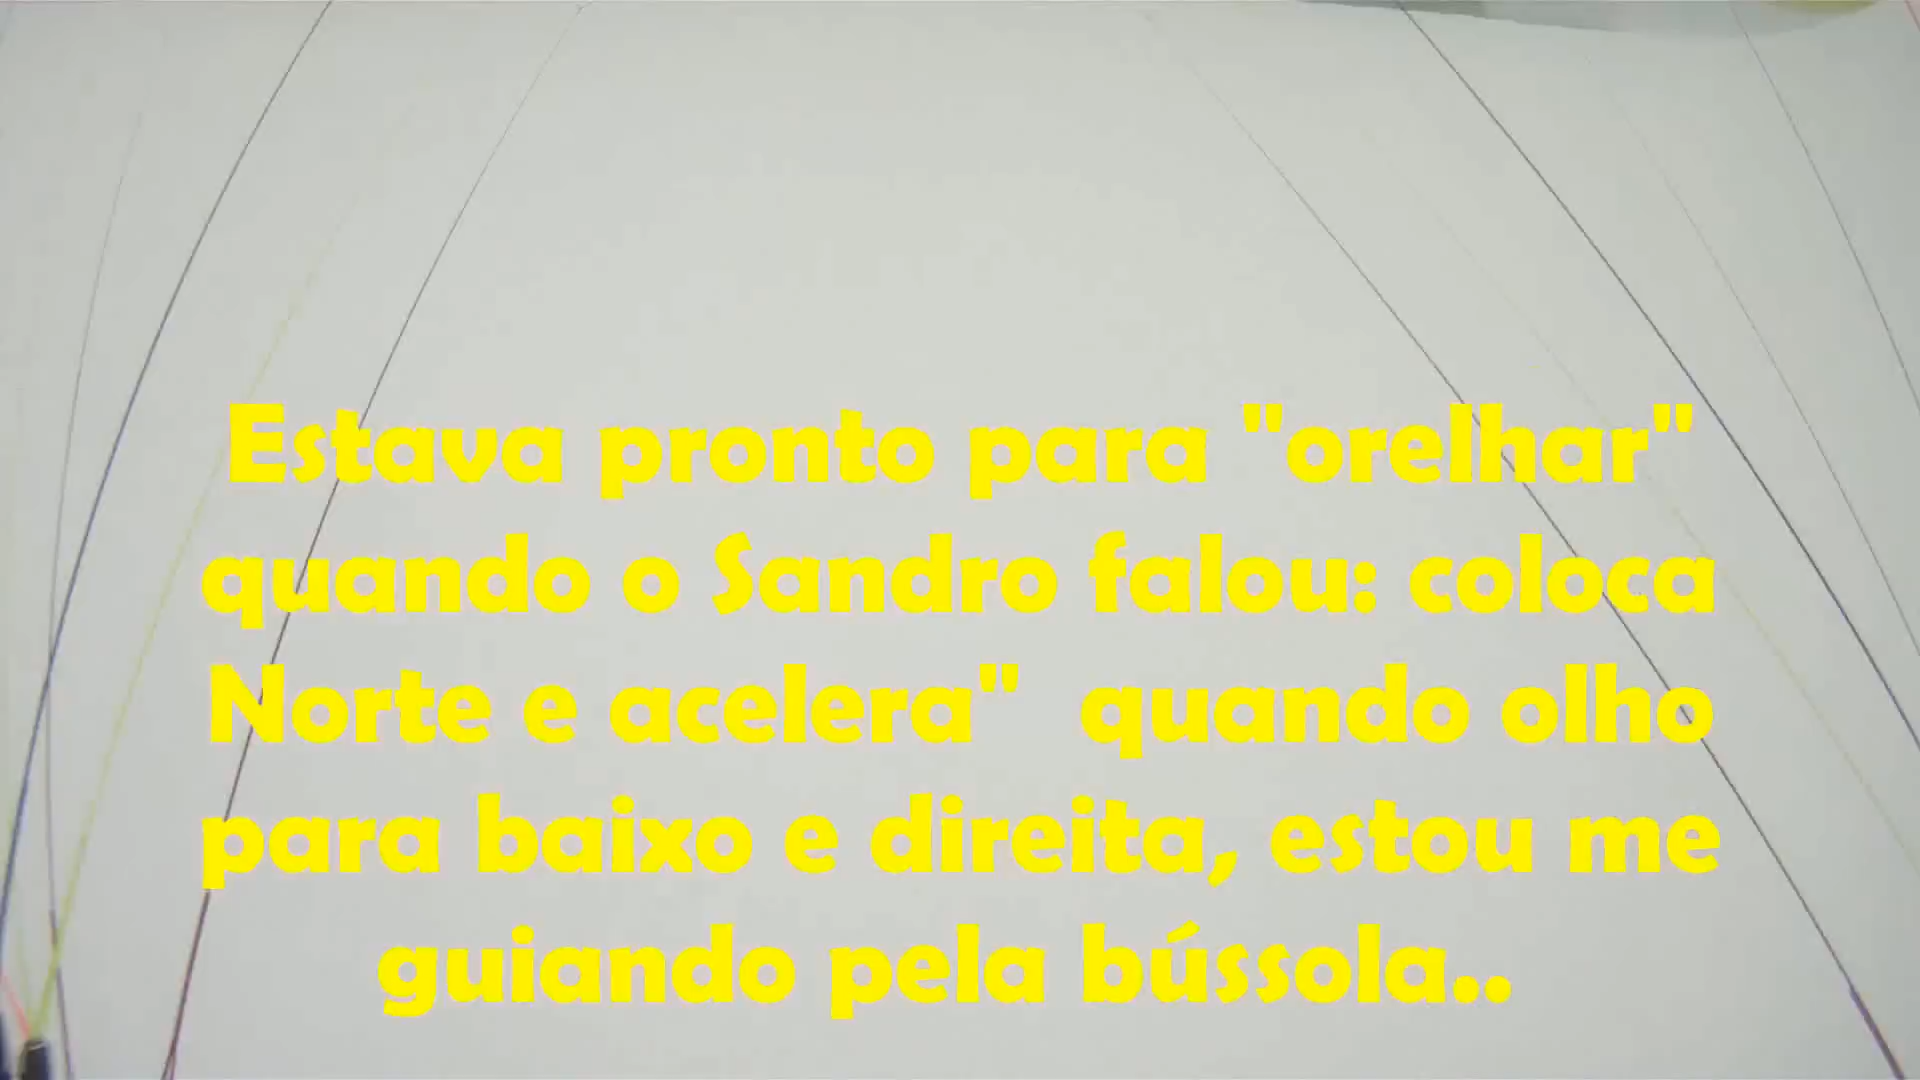 Estava pronto para "orelhar"
quando o Sandro falou: coloca
Norte e acelera"  quando olho
para baixo e direita, estou me
guiando pela bússola..